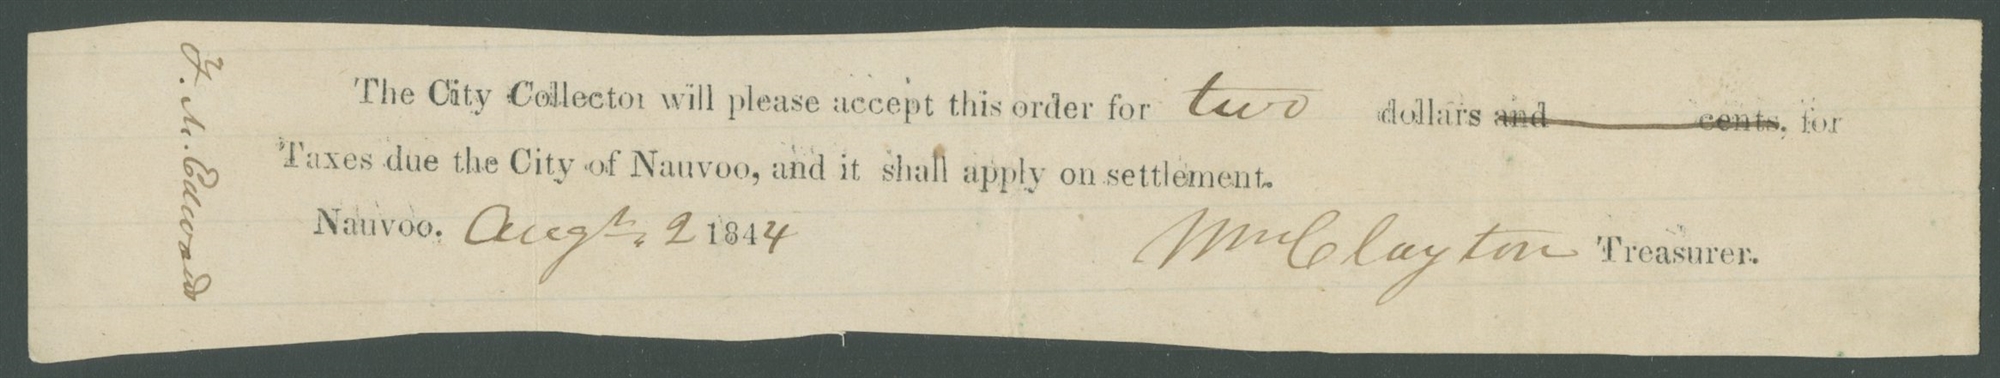 The City Collector will please accept this order for two dollars and cents, for
Taxes due the City of Nauvoo, and it shall apply on settlement.
Nauvoo. Augt. 2 1844 Wm Clayton Treasurer.
F. M. Edwards